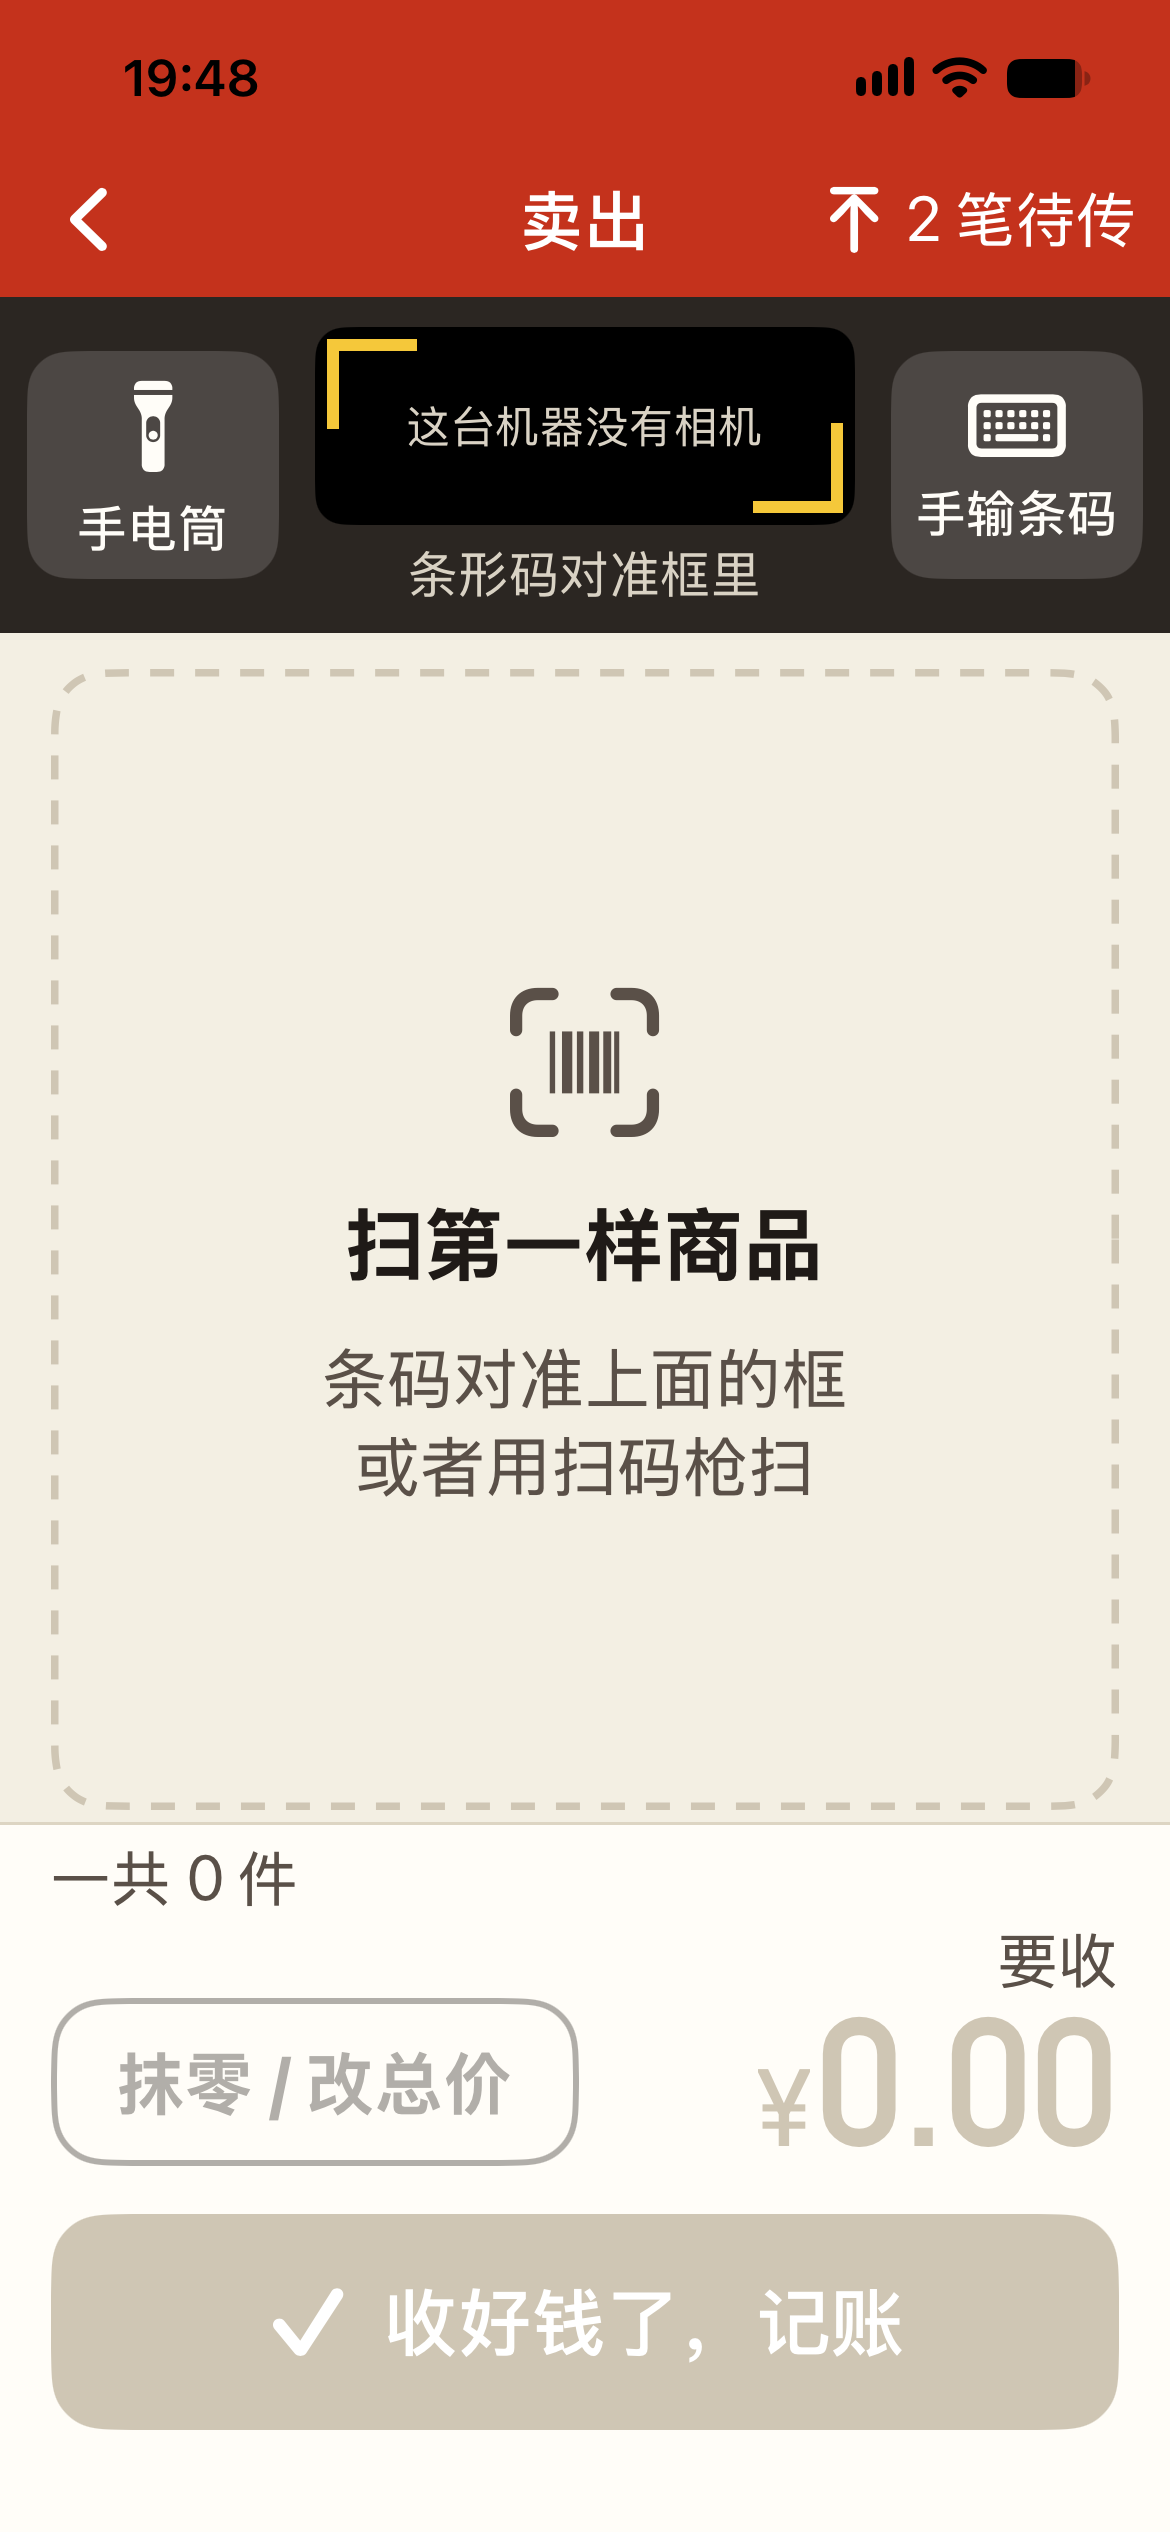 19:48
卖出
2 笔待传
手电筒
这台机器没有相机
条形码对准框里
手输条码
扫第一样商品
条码对准上面的框
或者用扫码枪扫
一共 0 件
要收
抹零 / 改总价
¥0.00
收好钱了，记账